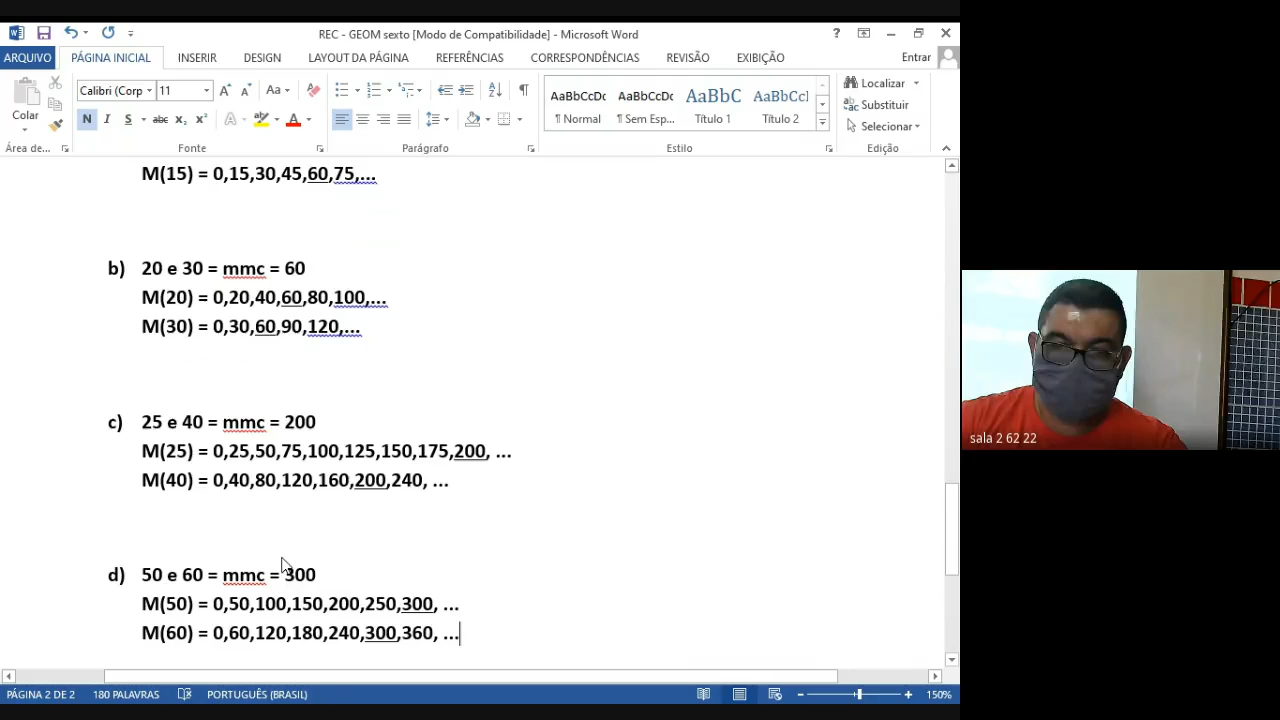 REC - GEOM sexto [Modo de Compatibilidade] - Microsoft Word
ARQUIVO PÁGINA INICIAL INSERIR DESIGN LAYOUT DA PÁGINA REFERÊNCIAS CORRESPONDÊNCIAS REVISÃO EXIBIÇÃO Entrar
Colar
Calibri (Corp 11
Aa
N I S abc x₂ x² A A
AaBbCcDc AaBbCcDc AaBbC AaBbCcI
¶ Normal ¶ Sem Esp... Título 1 Título 2
Localizar
Substituir
Selecionar
Área de... Fonte Parágrafo Estilo Edição
M(15) = 0,15,30,45,60,75,...
b) 20 e 30 = mmc = 60
M(20) = 0,20,40,60,80,100,...
M(30) = 0,30,60,90,120,...
c) 25 e 40 = mmc = 200
M(25) = 0,25,50,75,100,125,150,175,200, ...
M(40) = 0,40,80,120,160,200,240, ...
d) 50 e 60 = mmc = 300
M(50) = 0,50,100,150,200,250,300, ...
M(60) = 0,60,120,180,240,300,360, ...
PÁGINA 2 DE 2 180 PALAVRAS PORTUGUÊS (BRASIL) 150%
sala 2 62 22